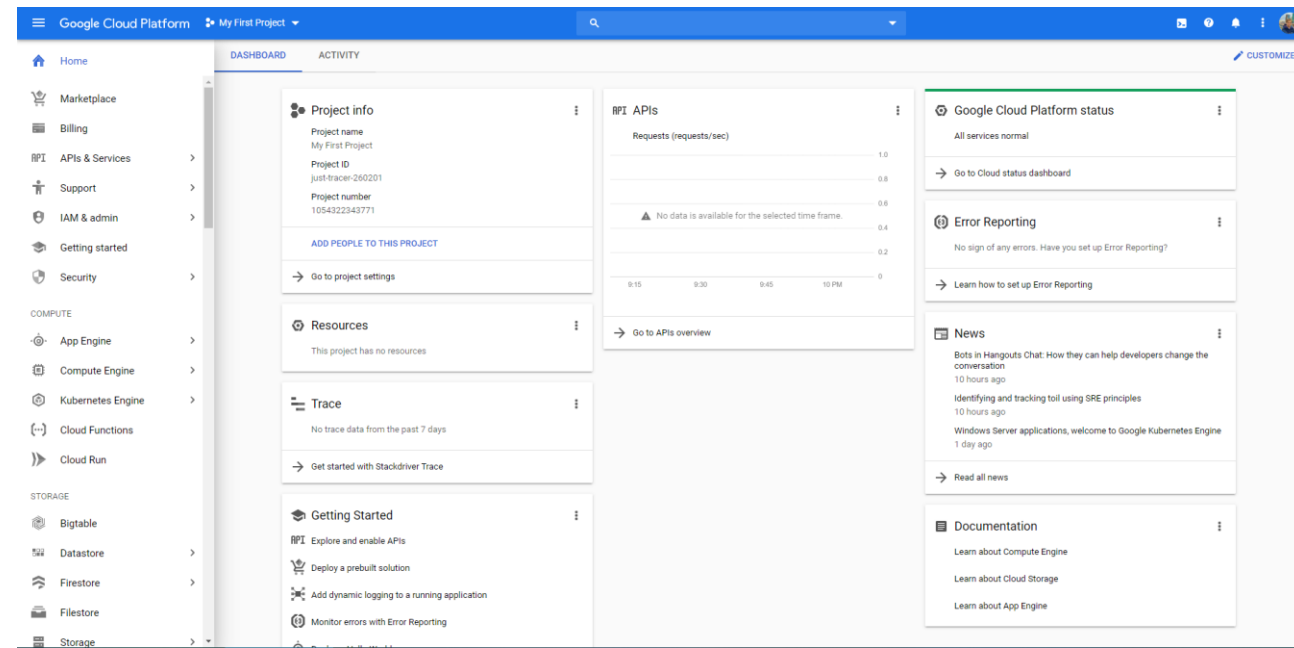 Google Cloud Platform
My First Project
DASHBOARD
ACTIVITY
CUSTOMIZE
Home
Marketplace
Billing
API APIs & Services
Support
IAM & admin
Getting started
Security
COMPUTE
App Engine
Compute Engine
Kubernetes Engine
Cloud Functions
Cloud Run
STORAGE
Bigtable
Datastore
Firestore
Filestore
Storage
Project info
Project name
My First Project
Project ID
just-tracer-260201
Project number
1054322343771
ADD PEOPLE TO THIS PROJECT
Go to project settings
Resources
This project has no resources
Trace
No trace data from the past 7 days
Get started with Stackdriver Trace
Getting Started
API Explore and enable APIs
Deploy a prebuilt solution
Add dynamic logging to a running application
Monitor errors with Error Reporting
API APIs
Requests (requests/sec)
1.0
0.8
0.6
No data is available for the selected time frame.
0.4
0.2
0
9:15 9:30 9:45 10 PM
Go to APIs overview
Google Cloud Platform status
All services normal
Go to Cloud status dashboard
Error Reporting
No sign of any errors. Have you set up Error Reporting?
Learn how to set up Error Reporting
News
Bots in Hangouts Chat: How they can help developers change the
conversation
10 hours ago
Identifying and tracking toil using SRE principles
10 hours ago
Windows Server applications, welcome to Google Kubernetes Engine
1 day ago
Read all news
Documentation
Learn about Compute Engine
Learn about Cloud Storage
Learn about App Engine